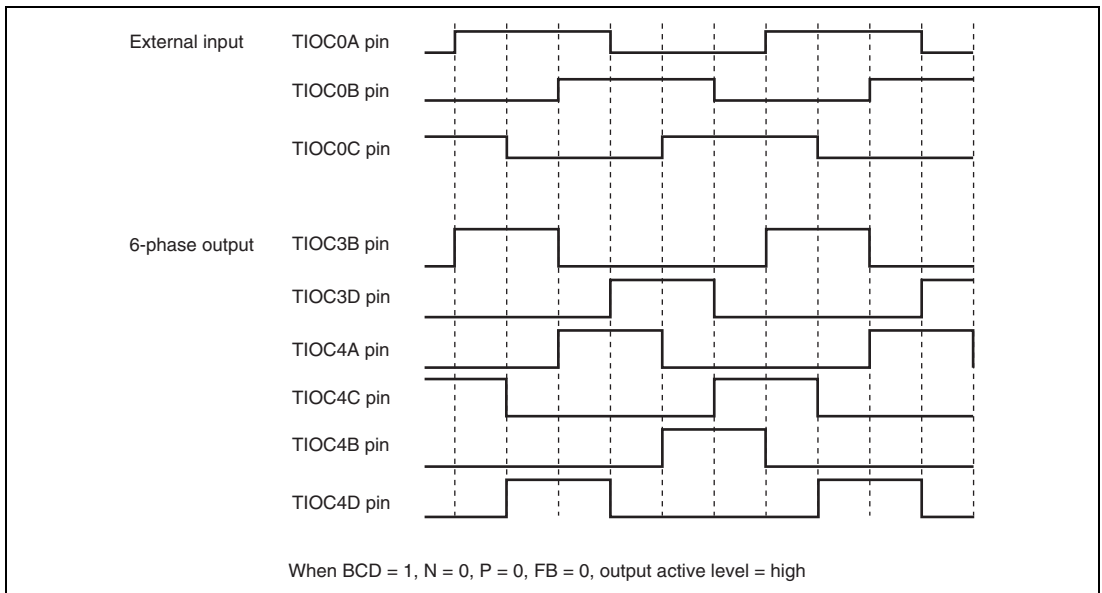 External input TIOC0A pin
TIOC0B pin
TIOC0C pin
6-phase output TIOC3B pin
TIOC3D pin
TIOC4A pin
TIOC4C pin
TIOC4B pin
TIOC4D pin
When BCD = 1, N = 0, P = 0, FB = 0, output active level = high